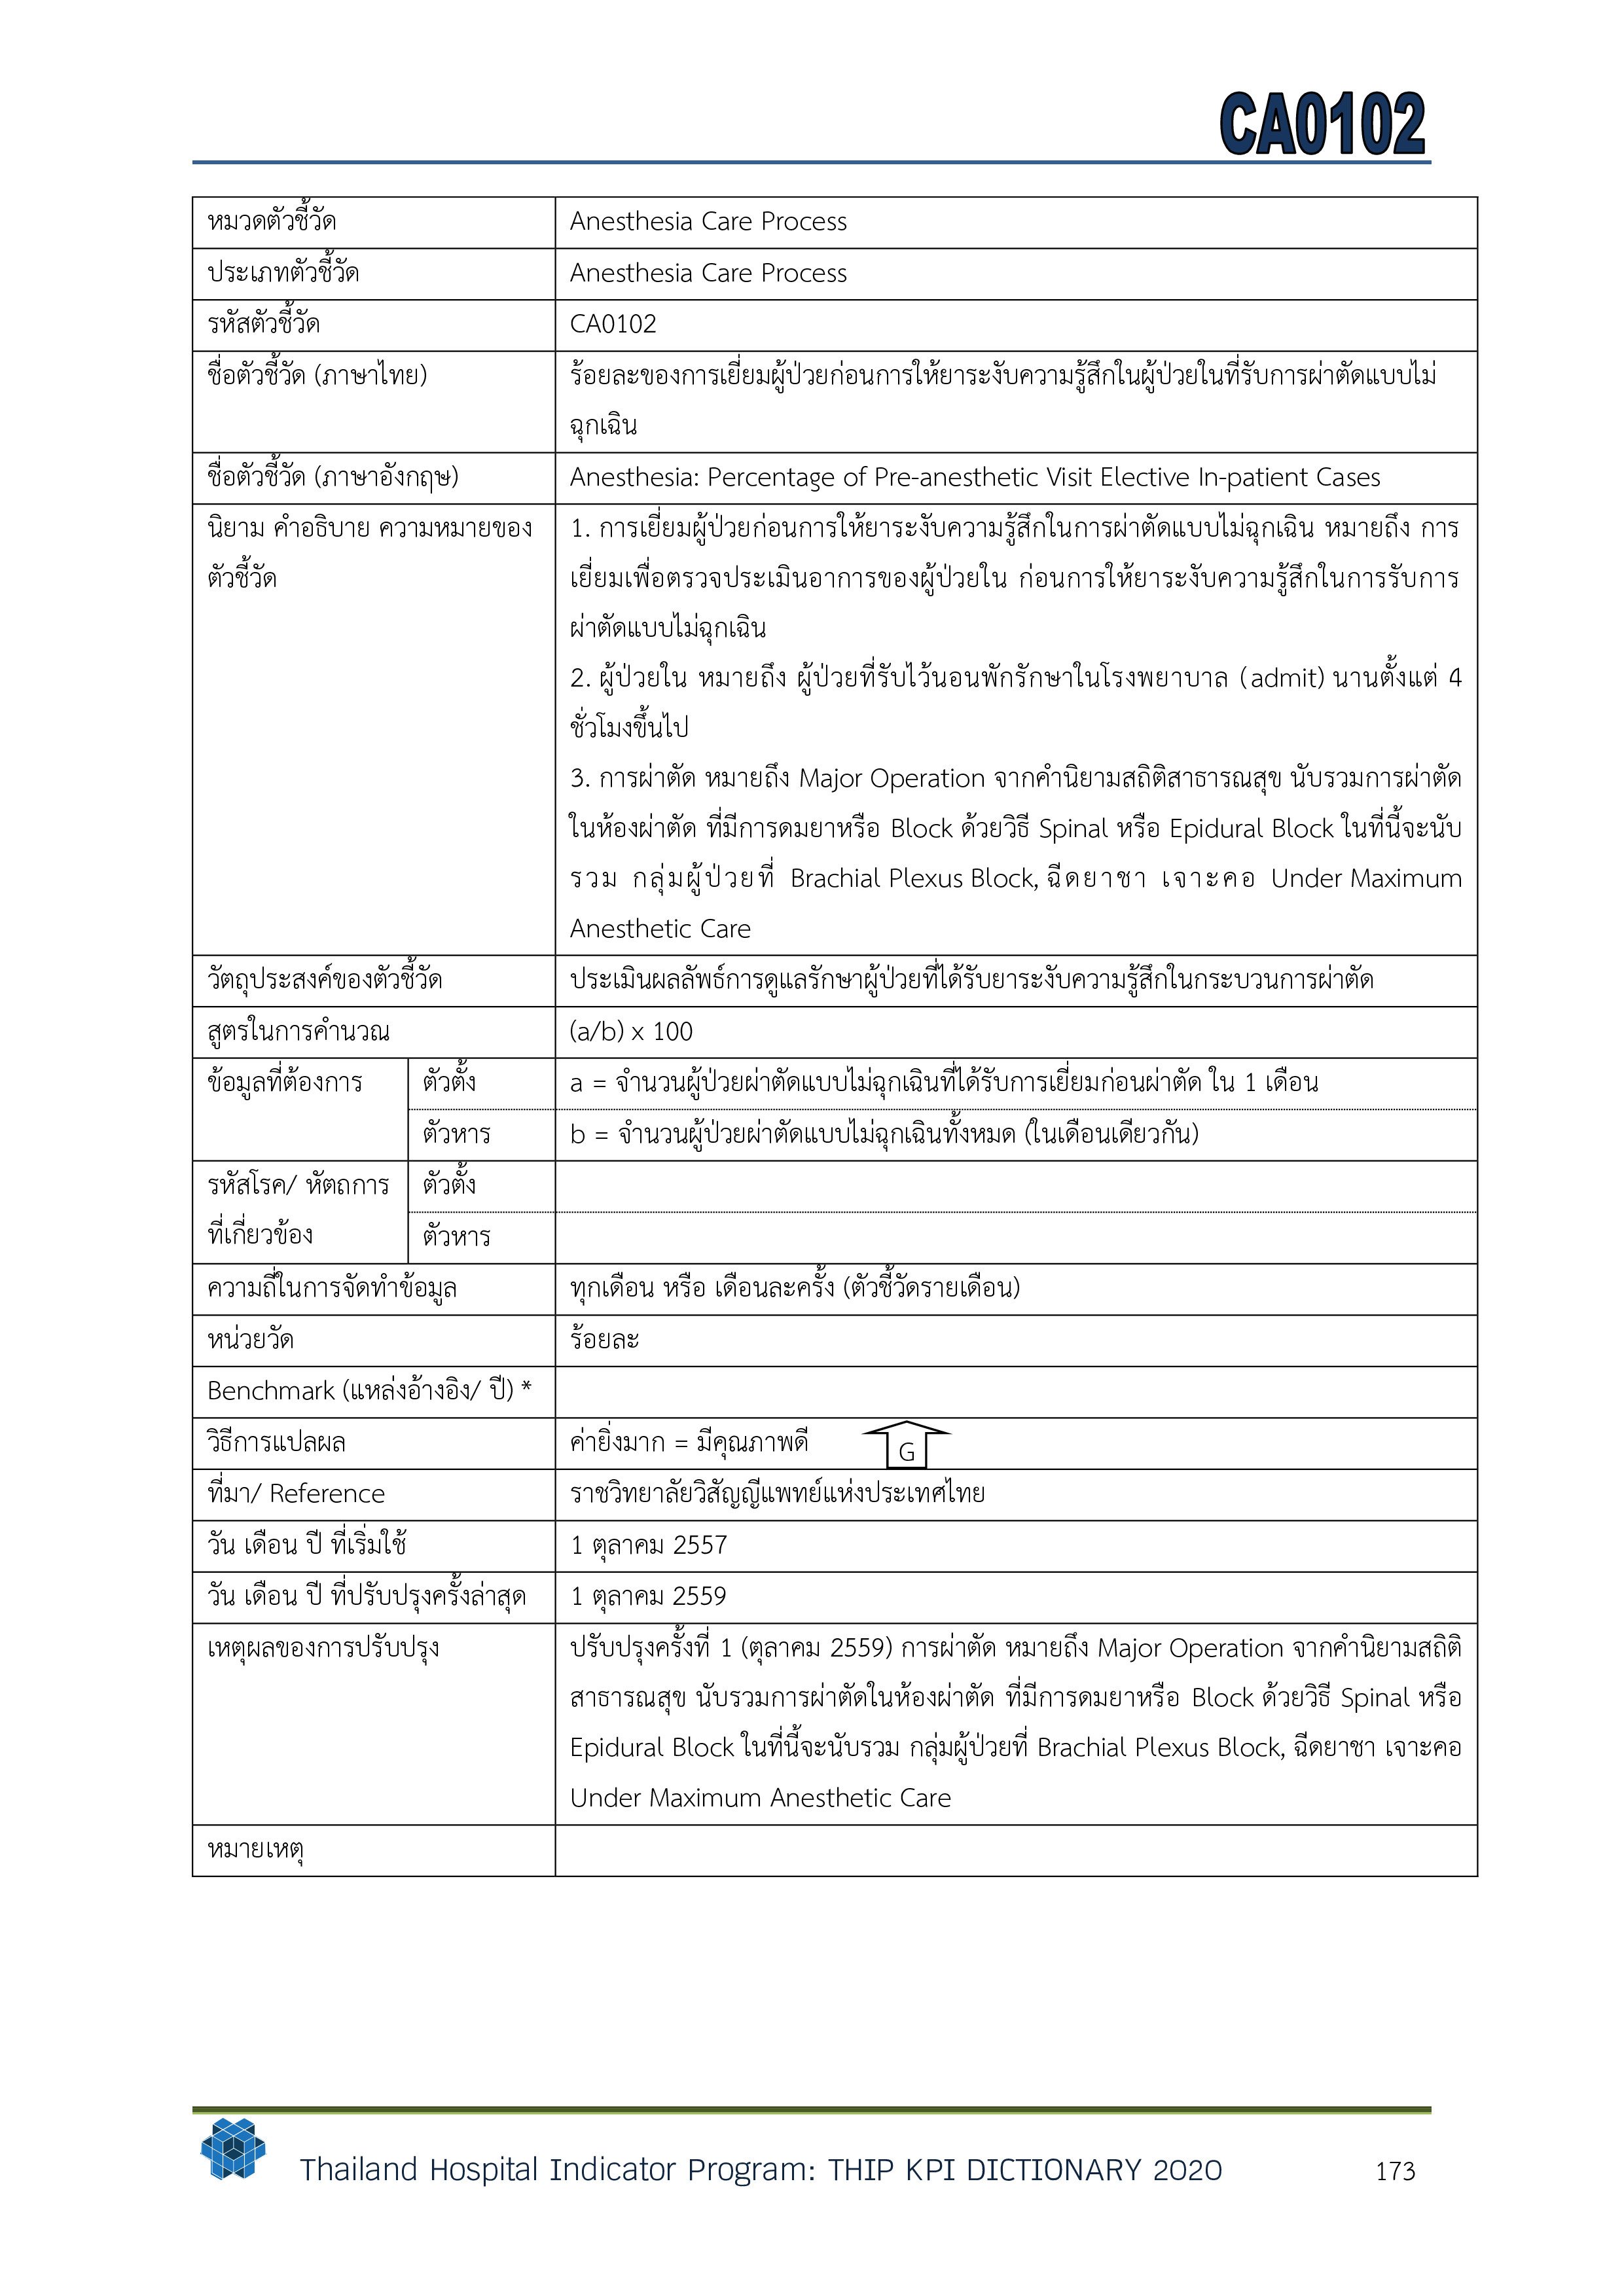 CA0102
หมวดตัวชี้วัด Anesthesia Care Process
ประเภทตัวชี้วัด Anesthesia Care Process
รหัสตัวชี้วัด CA0102
ชื่อตัวชี้วัด (ภาษาไทย) ร้อยละของการเยี่ยมผู้ป่วยก่อนการให้ยาระงับความรู้สึกในผู้ป่วยในที่รับการผ่าตัดแบบไม่
ฉุกเฉิน
ชื่อตัวชี้วัด (ภาษาอังกฤษ) Anesthesia: Percentage of Pre-anesthetic Visit Elective In-patient Cases
นิยาม คำอธิบาย ความหมายของ
ตัวชี้วัด
1. การเยี่ยมผู้ป่วยก่อนการให้ยาระงับความรู้สึกในการผ่าตัดแบบไม่ฉุกเฉิน หมายถึง การ
เยี่ยมเพื่อตรวจประเมินอาการของผู้ป่วยใน ก่อนการให้ยาระงับความรู้สึกในการรับการ
ผ่าตัดแบบไม่ฉุกเฉิน
2. ผู้ป่วยใน หมายถึง ผู้ป่วยที่รับไว้นอนพักรักษาในโรงพยาบาล (admit) นานตั้งแต่ 4
ชั่วโมงขึ้นไป
3. การผ่าตัด หมายถึง Major Operation จากคำนิยามสถิติสาธารณสุข นับรวมการผ่าตัด
ในห้องผ่าตัด ที่มีการดมยาหรือ Block ด้วยวิธี Spinal หรือ Epidural Block ในที่นี้จะนับ
รวม กลุ่มผู้ป่วยที่ Brachial Plexus Block, ฉีดยาชา เจาะคอ Under Maximum
Anesthetic Care
วัตถุประสงค์ของตัวชี้วัด ประเมินผลลัพธ์การดูแลรักษาผู้ป่วยที่ได้รับยาระงับความรู้สึกในกระบวนการผ่าตัด
สูตรในการคำนวณ (a/b) x 100
ข้อมูลที่ต้องการ ตัวตั้ง a = จำนวนผู้ป่วยผ่าตัดแบบไม่ฉุกเฉินที่ได้รับการเยี่ยมก่อนผ่าตัด ใน 1 เดือน
ตัวหาร b = จำนวนผู้ป่วยผ่าตัดแบบไม่ฉุกเฉินทั้งหมด (ในเดือนเดียวกัน)
รหัสโรค/ หัตถการ ตัวตั้ง
ที่เกี่ยวข้อง ตัวหาร
ความถี่ในการจัดทำข้อมูล ทุกเดือน หรือ เดือนละครั้ง (ตัวชี้วัดรายเดือน)
หน่วยวัด ร้อยละ
Benchmark (แหล่งอ้างอิง/ ปี) *
วิธีการแปลผล ค่ายิ่งมาก = มีคุณภาพดี G
ที่มา/ Reference ราชวิทยาลัยวิสัญญีแพทย์แห่งประเทศไทย
วัน เดือน ปี ที่เริ่มใช้ 1 ตุลาคม 2557
วัน เดือน ปี ที่ปรับปรุงครั้งล่าสุด 1 ตุลาคม 2559
เหตุผลของการปรับปรุง ปรับปรุงครั้งที่ 1 (ตุลาคม 2559) การผ่าตัด หมายถึง Major Operation จากคำนิยามสถิติ
สาธารณสุข นับรวมการผ่าตัดในห้องผ่าตัด ที่มีการดมยาหรือ Block ด้วยวิธี Spinal หรือ
Epidural Block ในที่นี้จะนับรวม กลุ่มผู้ป่วยที่ Brachial Plexus Block, ฉีดยาชา เจาะคอ
Under Maximum Anesthetic Care
หมายเหตุ
Thailand Hospital Indicator Program: THIP KPI DICTIONARY 2020 173